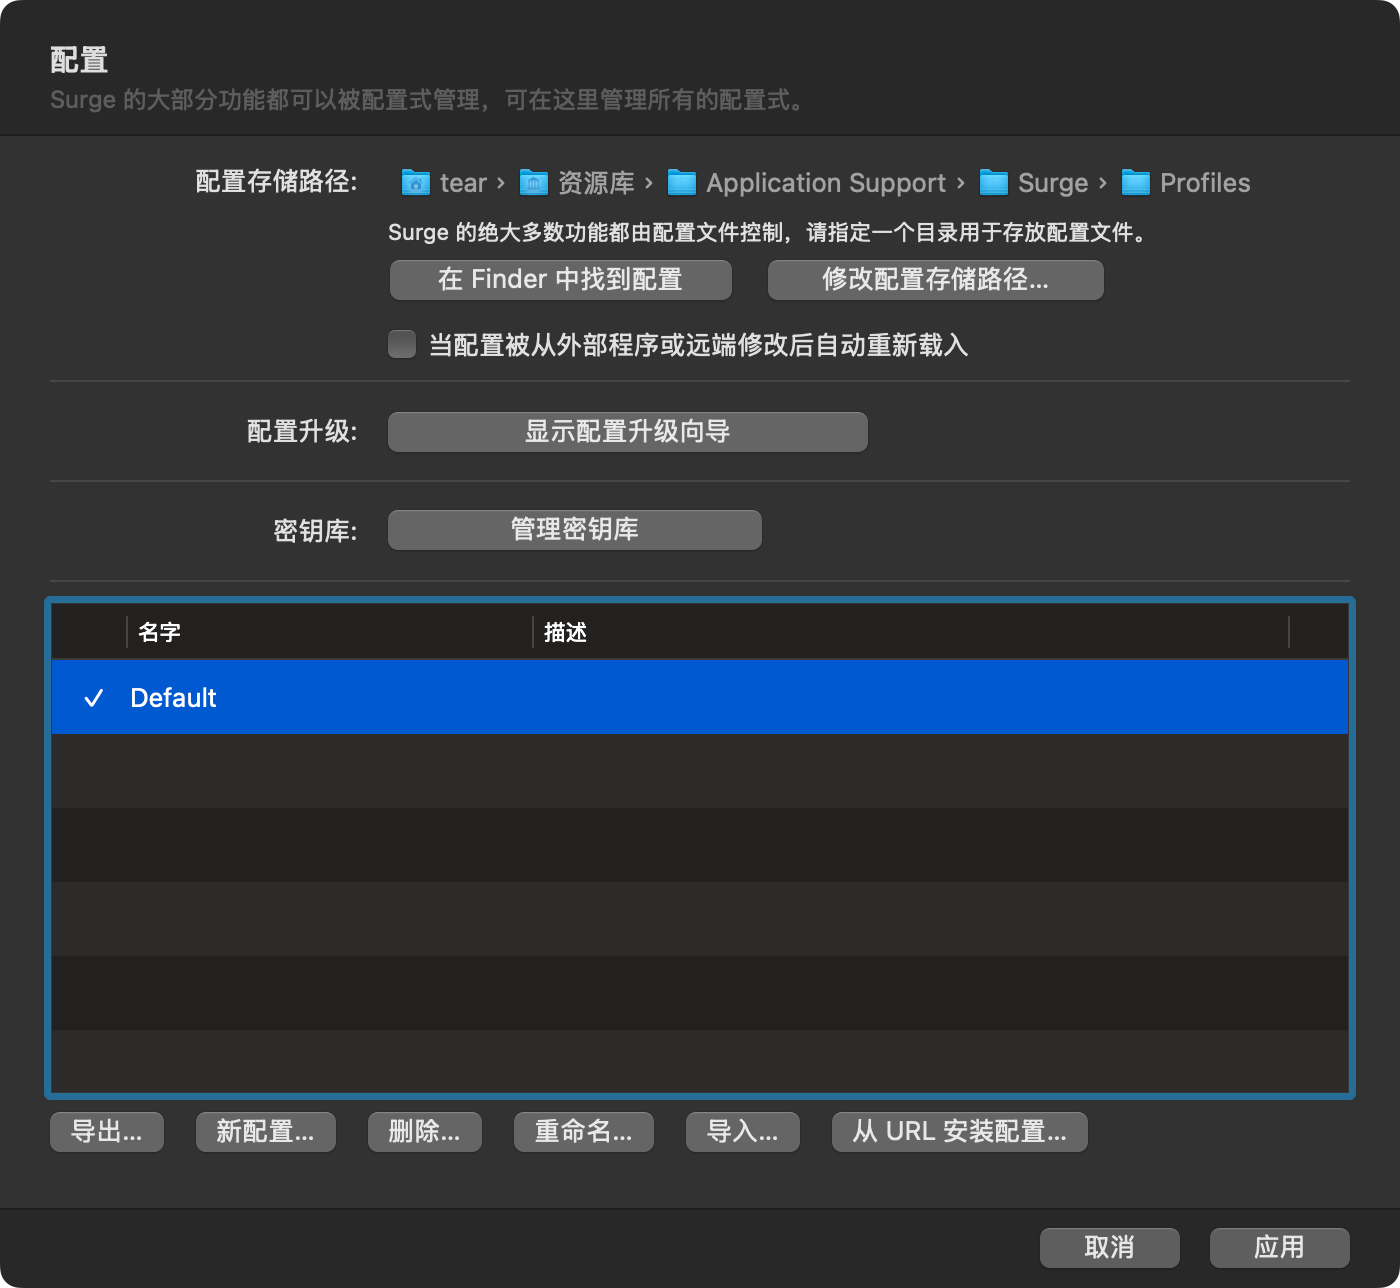 配置
Surge 的大部分功能都可以被配置式管理，可在这里管理所有的配置式。
配置存储路径: tear › 资源库 › Application Support › Surge › Profiles
Surge 的绝大多数功能都由配置文件控制，请指定一个目录用于存放配置文件。
在 Finder 中找到配置 修改配置存储路径...
当配置被从外部程序或远端修改后自动重新载入
配置升级: 显示配置升级向导
密钥库: 管理密钥库
名字 描述
✓ Default
导出... 新配置... 删除... 重命名... 导入... 从 URL 安装配置...
取消 应用